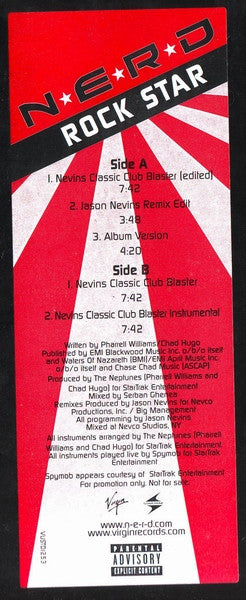 N★E★R★D
ROCK STAR
Side A
1. Nevins Classic Club Blaster (edited)
7:42
2. Jason Nevins Remix Edit
3:48
3. Album Version
4:20
Side B
1. Nevins Classic Club Blaster
7:42
2. Nevins Classic Club Blaster Instrumental
7:42
Written by Pharrell Williams/Chad Hugo
Published by EMI Blackwood Music Inc. o/b/o itself
and Waters Of Nazareth (BMI)/EMI April Music Inc.
o/b/o itself and Chase Chad Music (ASCAP)
Produced by The Neptunes (Pharrell Williams and
Chad Hugo) for StarTrak Entertainment
Mixed by Serban Ghenea
Remixes Produced by Jason Nevins for Nevco
Productions, Inc. / Big Management
All programming by Jason Nevins
Mixed at Nevco Studios, NY
All instruments arranged by The Neptunes (Pharrell
Williams and Chad Hugo) for StarTrak Entertainment.
All instruments played live by Spymob for StarTrak
Entertainment
Spymob appears courtesy of StarTrak Entertainment
For promotion only. Not for sale.
Virgin
www.n-e-r-d.com
www.virginrecords.com
PARENTAL
ADVISORY
EXPLICIT CONTENT